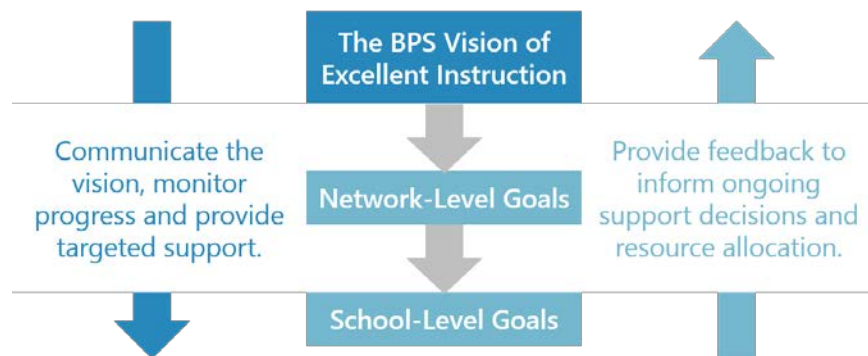 The BPS Vision of
Excellent Instruction
Communicate the
vision, monitor
progress and provide
targeted support.
Network-Level Goals
Provide feedback to
inform ongoing
support decisions and
resource allocation.
School-Level Goals